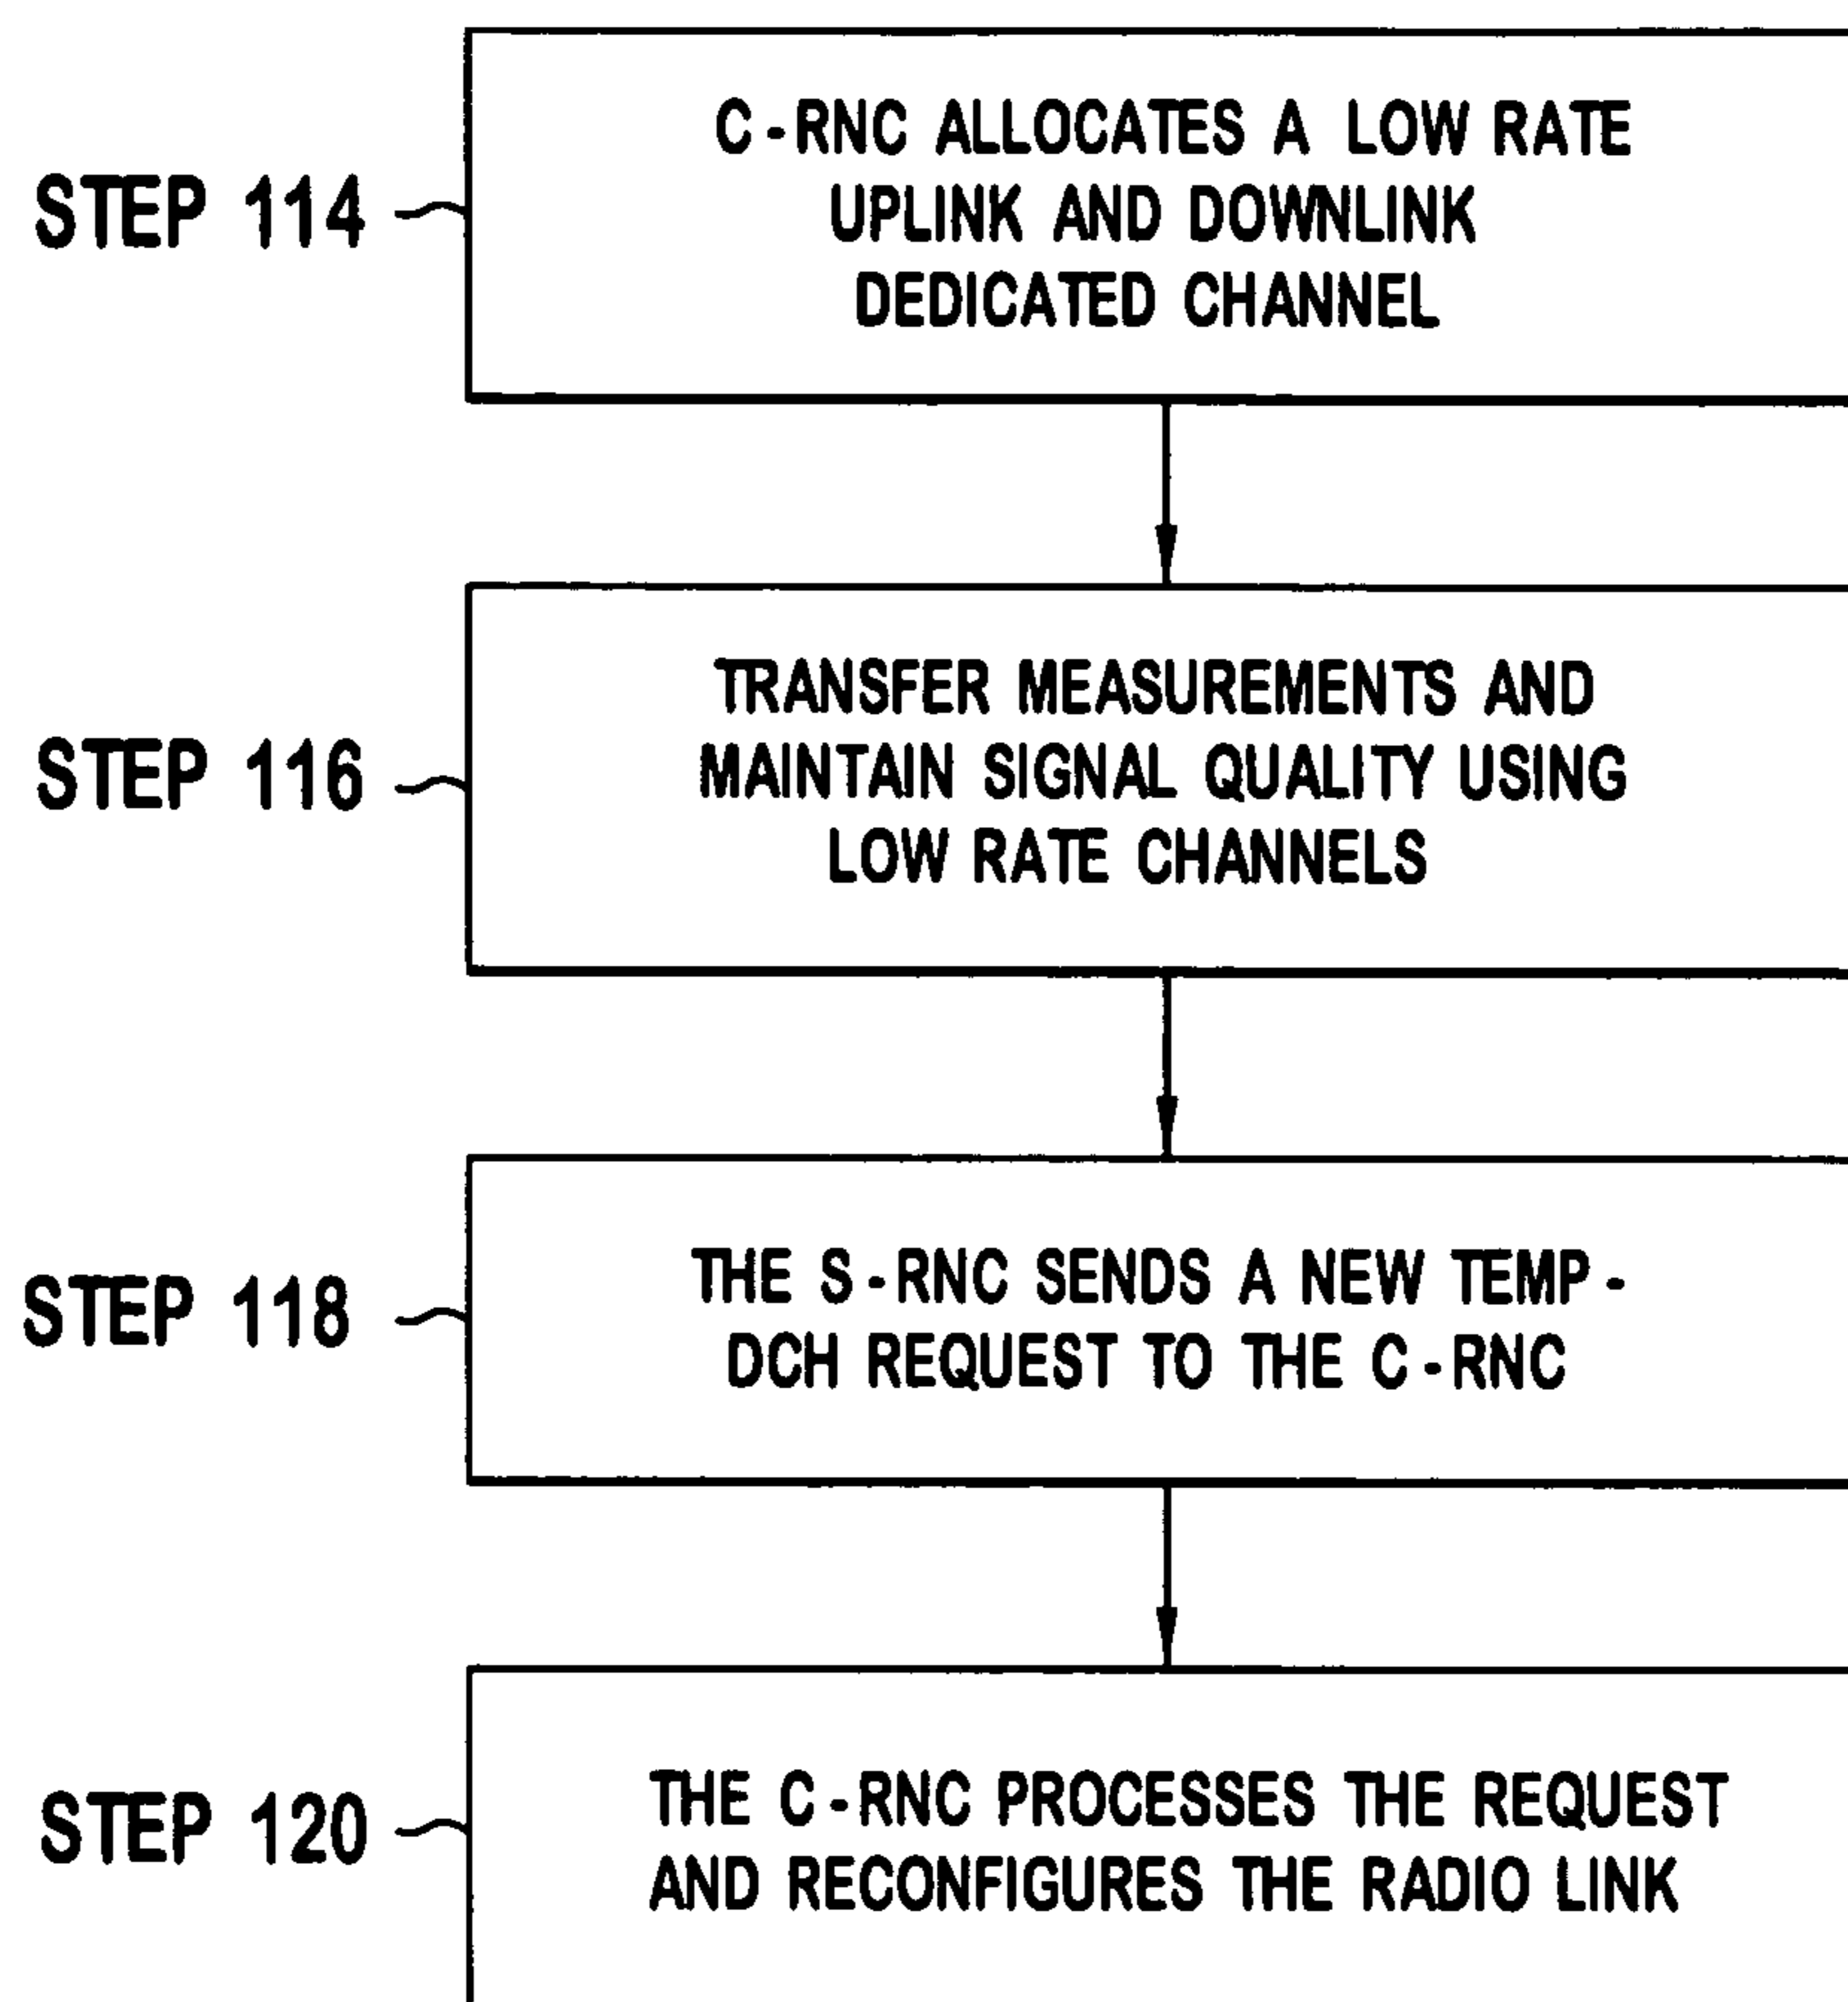 C-RNC ALLOCATES A LOW RATE
UPLINK AND DOWNLINK
STEP 114
DEDICATED CHANNEL
TRANSFER MEASUREMENTS AND
MAINTAIN SIGNAL QUALITY USING
STEP 116
LOW RATE CHANNELS
THE S-RNC SENDS A NEW TEMP-
STEP 118
DCH REQUEST TO THE C-RNC
THE C-RNC PROCESSES THE REQUEST
STEP 120
AND RECONFIGURES THE RADIO LINK